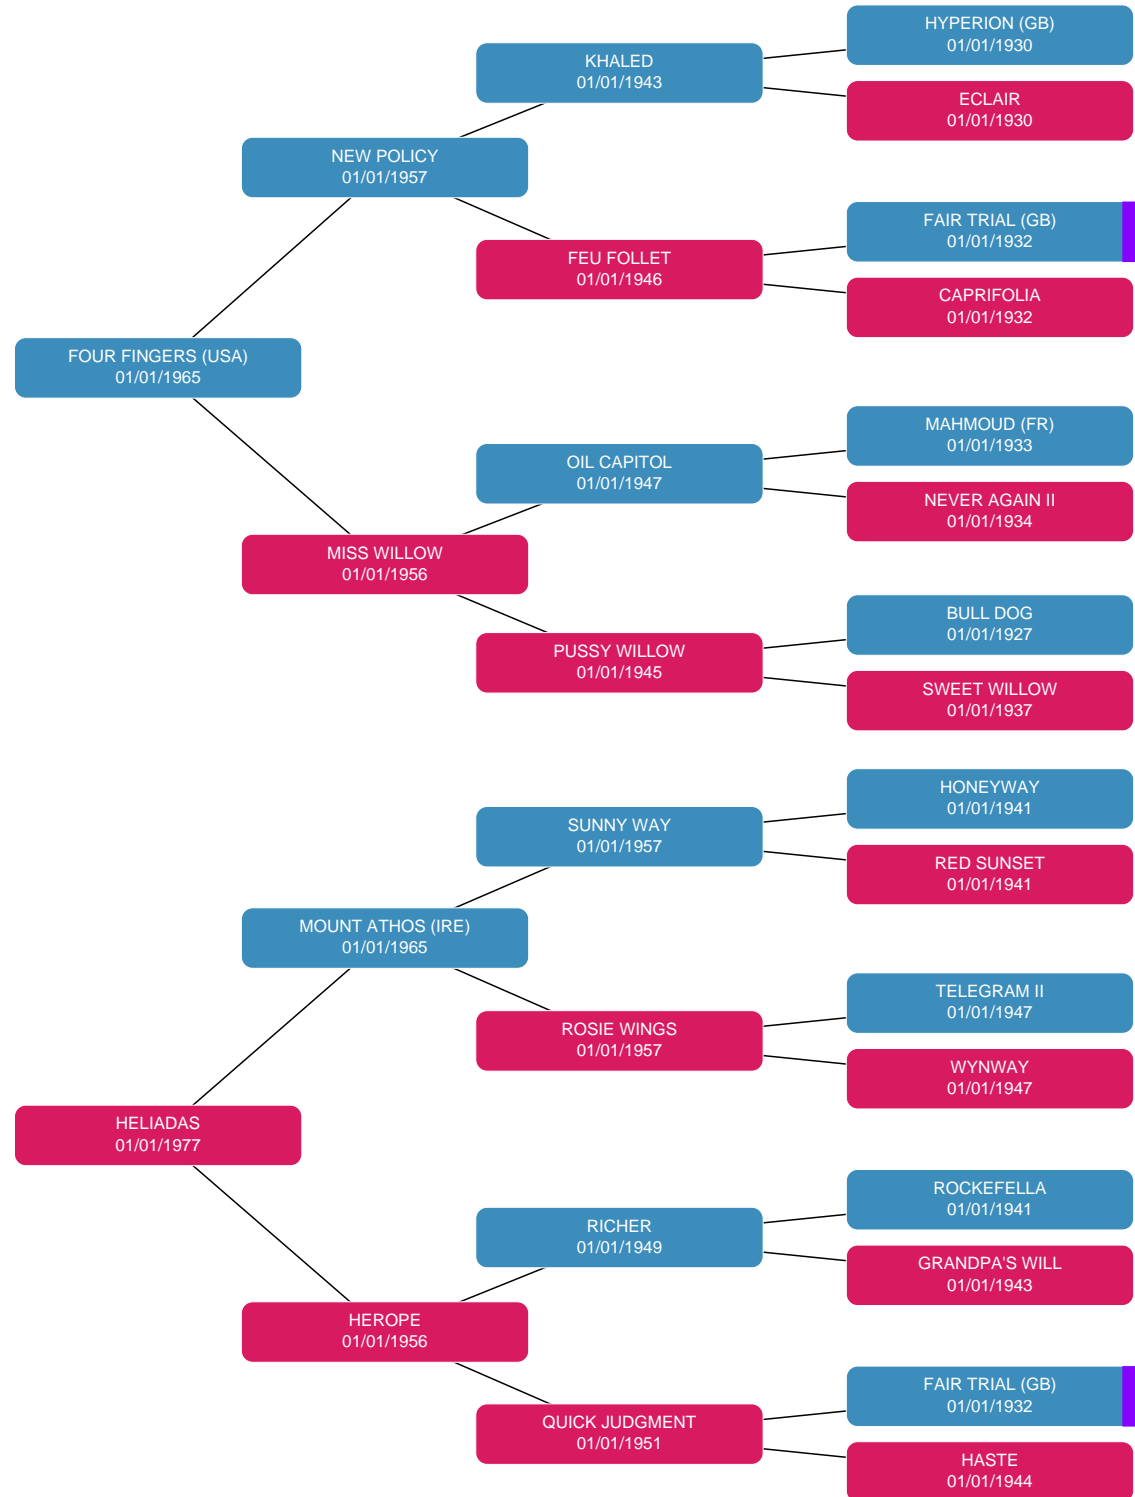 HYPERION (GB)
01/01/1930
KHALED
01/01/1943
ECLAIR
01/01/1930
NEW POLICY
01/01/1957
FAIR TRIAL (GB)
01/01/1932
FEU FOLLET
01/01/1946
CAPRIFOLIA
01/01/1932
FOUR FINGERS (USA)
01/01/1965
MAHMOUD (FR)
01/01/1933
OIL CAPITOL
01/01/1947
NEVER AGAIN II
01/01/1934
MISS WILLOW
01/01/1956
BULL DOG
01/01/1927
PUSSY WILLOW
01/01/1945
SWEET WILLOW
01/01/1937
HONEYWAY
01/01/1941
SUNNY WAY
01/01/1957
RED SUNSET
01/01/1941
MOUNT ATHOS (IRE)
01/01/1965
TELEGRAM II
01/01/1947
ROSIE WINGS
01/01/1957
WYNWAY
01/01/1947
HELIADAS
01/01/1977
ROCKEFELLA
01/01/1941
RICHER
01/01/1949
GRANDPA'S WILL
01/01/1943
HEROPE
01/01/1956
FAIR TRIAL (GB)
01/01/1932
QUICK JUDGMENT
01/01/1951
HASTE
01/01/1944